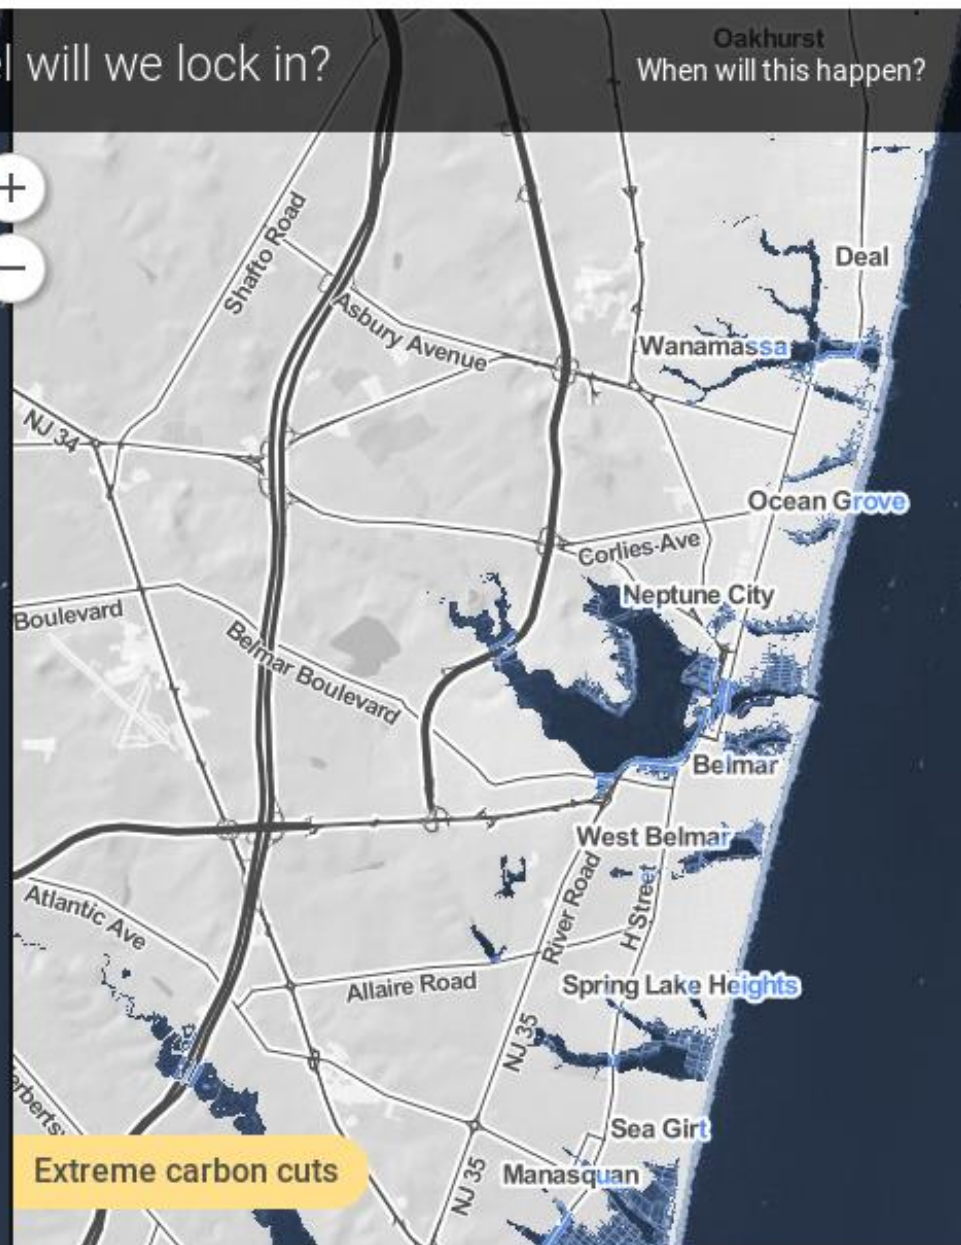 Oakhurst
will we lock in?
When will this happen?
+
−
Shafto Road
Deal
Asbury Avenue
Wanamassa
NJ 34
Ocean Grove
Corlies-Ave
Neptune City
Boulevard
Belmar Boulevard
Belmar
West Belmar
River Road
H Street
Atlantic Ave
Allaire Road
Spring Lake Heights
NJ 35
Sea Girt
Extreme carbon cuts
Manasquan
NJ 35